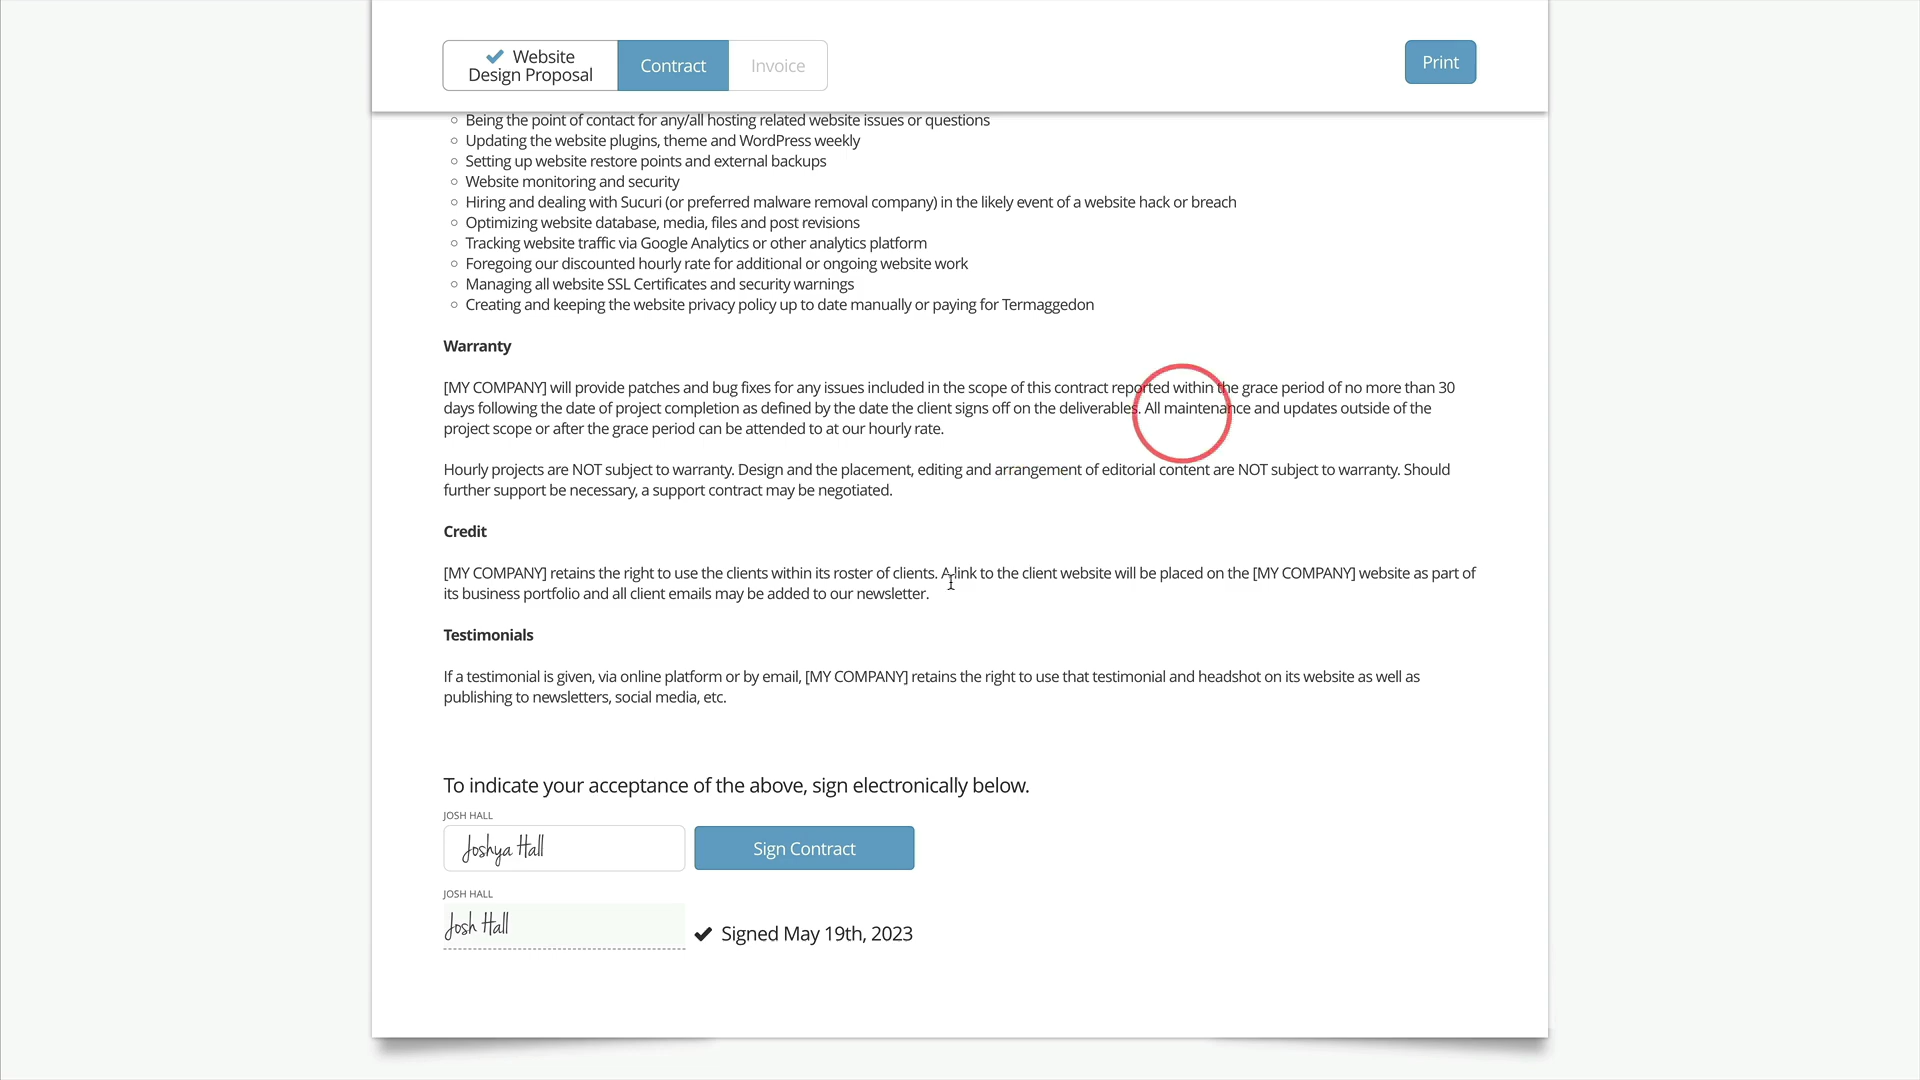 Website
Design Proposal
Contract
Invoice
Print
Being the point of contact for any/all hosting related website issues or questions
Updating the website plugins, theme and WordPress weekly
Setting up website restore points and external backups
Website monitoring and security
Hiring and dealing with Sucuri (or preferred malware removal company) in the likely event of a website hack or breach
Optimizing website database, media, files and post revisions
Tracking website traffic via Google Analytics or other analytics platform
Foregoing our discounted hourly rate for additional or ongoing website work
Managing all website SSL Certificates and security warnings
Creating and keeping the website privacy policy up to date manually or paying for Termaggedon
Warranty
[MY COMPANY] will provide patches and bug fixes for any issues included in the scope of this contract reported within the grace period of no more than 30
days following the date of project completion as defined by the date the client signs off on the deliverables. All maintenance and updates outside of the
project scope or after the grace period can be attended to at our hourly rate.
Hourly projects are NOT subject to warranty. Design and the placement, editing and arrangement of editorial content are NOT subject to warranty. Should
further support be necessary, a support contract may be negotiated.
Credit
[MY COMPANY] retains the right to use the clients within its roster of clients. A link to the client website will be placed on the [MY COMPANY] website as part of
its business portfolio and all client emails may be added to our newsletter.
Testimonials
If a testimonial is given, via online platform or by email, [MY COMPANY] retains the right to use that testimonial and headshot on its website as well as
publishing to newsletters, social media, etc.
To indicate your acceptance of the above, sign electronically below.
JOSH HALL
Joshya Hall
Sign Contract
JOSH HALL
Josh Hall
Signed May 19th, 2023